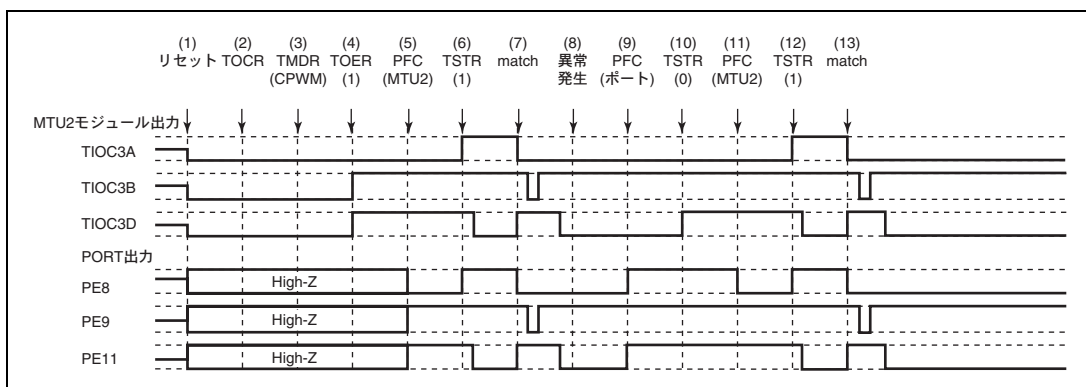 (1) (2) (3) (4) (5) (6) (7) (8) (9) (10) (11) (12) (13)
リセット TOCR TMDR TOER PFC TSTR match 異常 PFC TSTR PFC TSTR match
(CPWM) (1) (MTU2) (1) 発生 (ポート) (0) (MTU2) (1)
MTU2モジュール出力
TIOC3A
TIOC3B
TIOC3D
PORT出力
PE8 High-Z
PE9 High-Z
PE11 High-Z